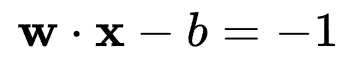 𝐰 · 𝐱 − b = −1